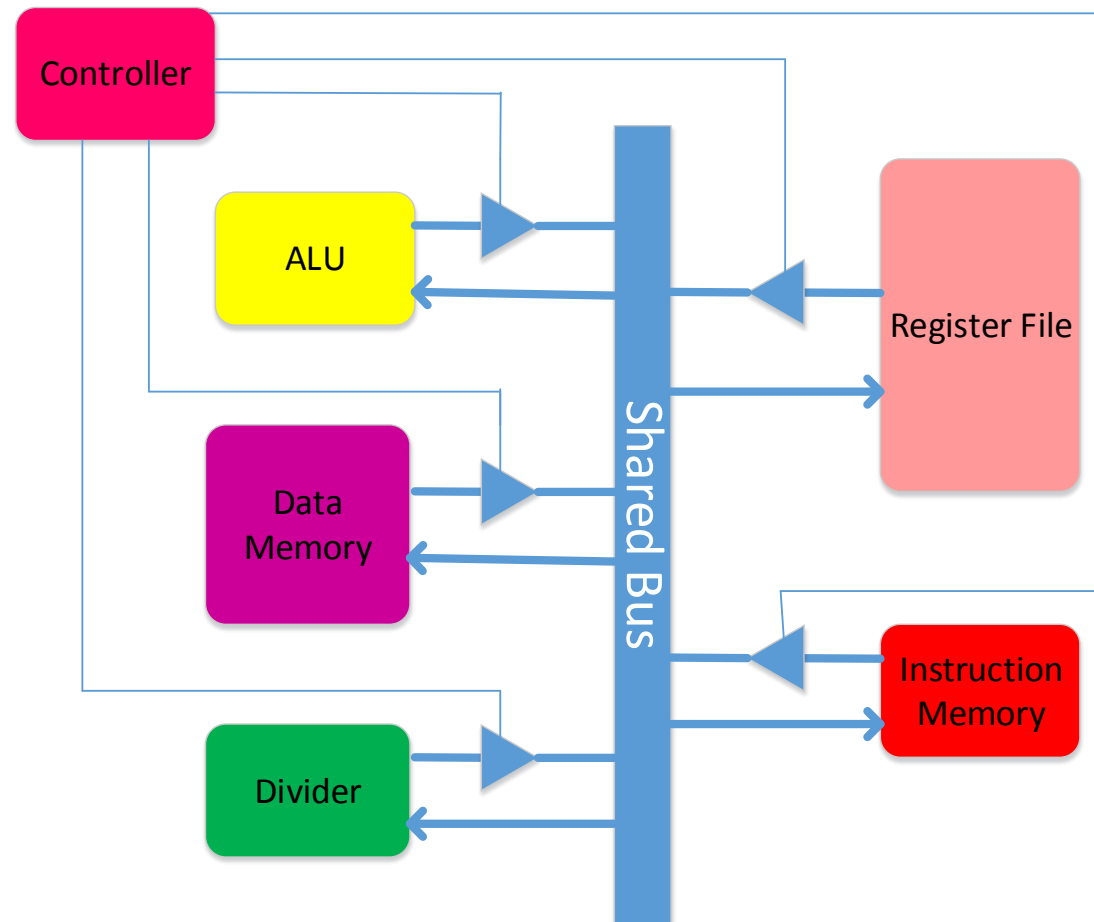 Controller
ALU
Register File
Shared Bus
Data
Memory
Instruction
Memory
Divider